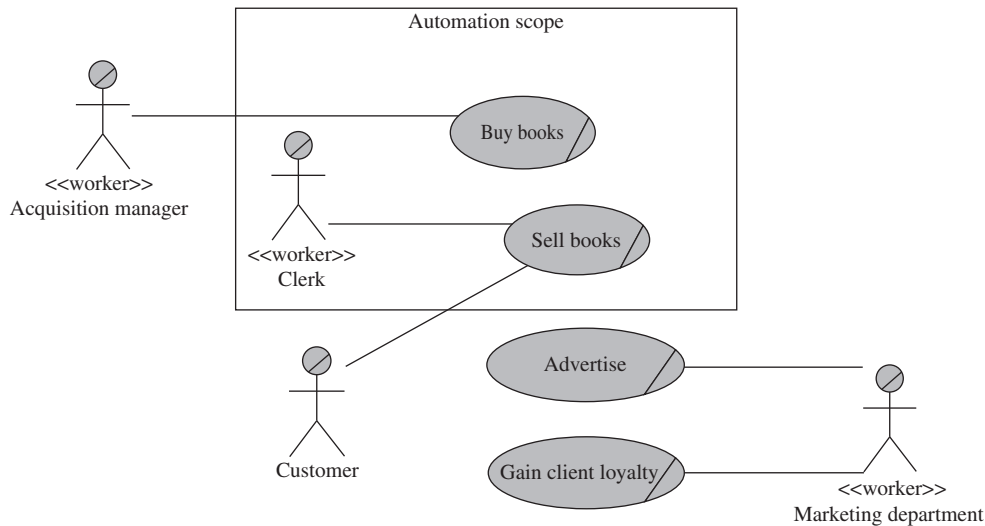 Automation scope
<<worker>>
Acquisition manager
Buy books
<<worker>>
Clerk
Sell books
Customer
Advertise
Gain client loyalty
<<worker>>
Marketing department